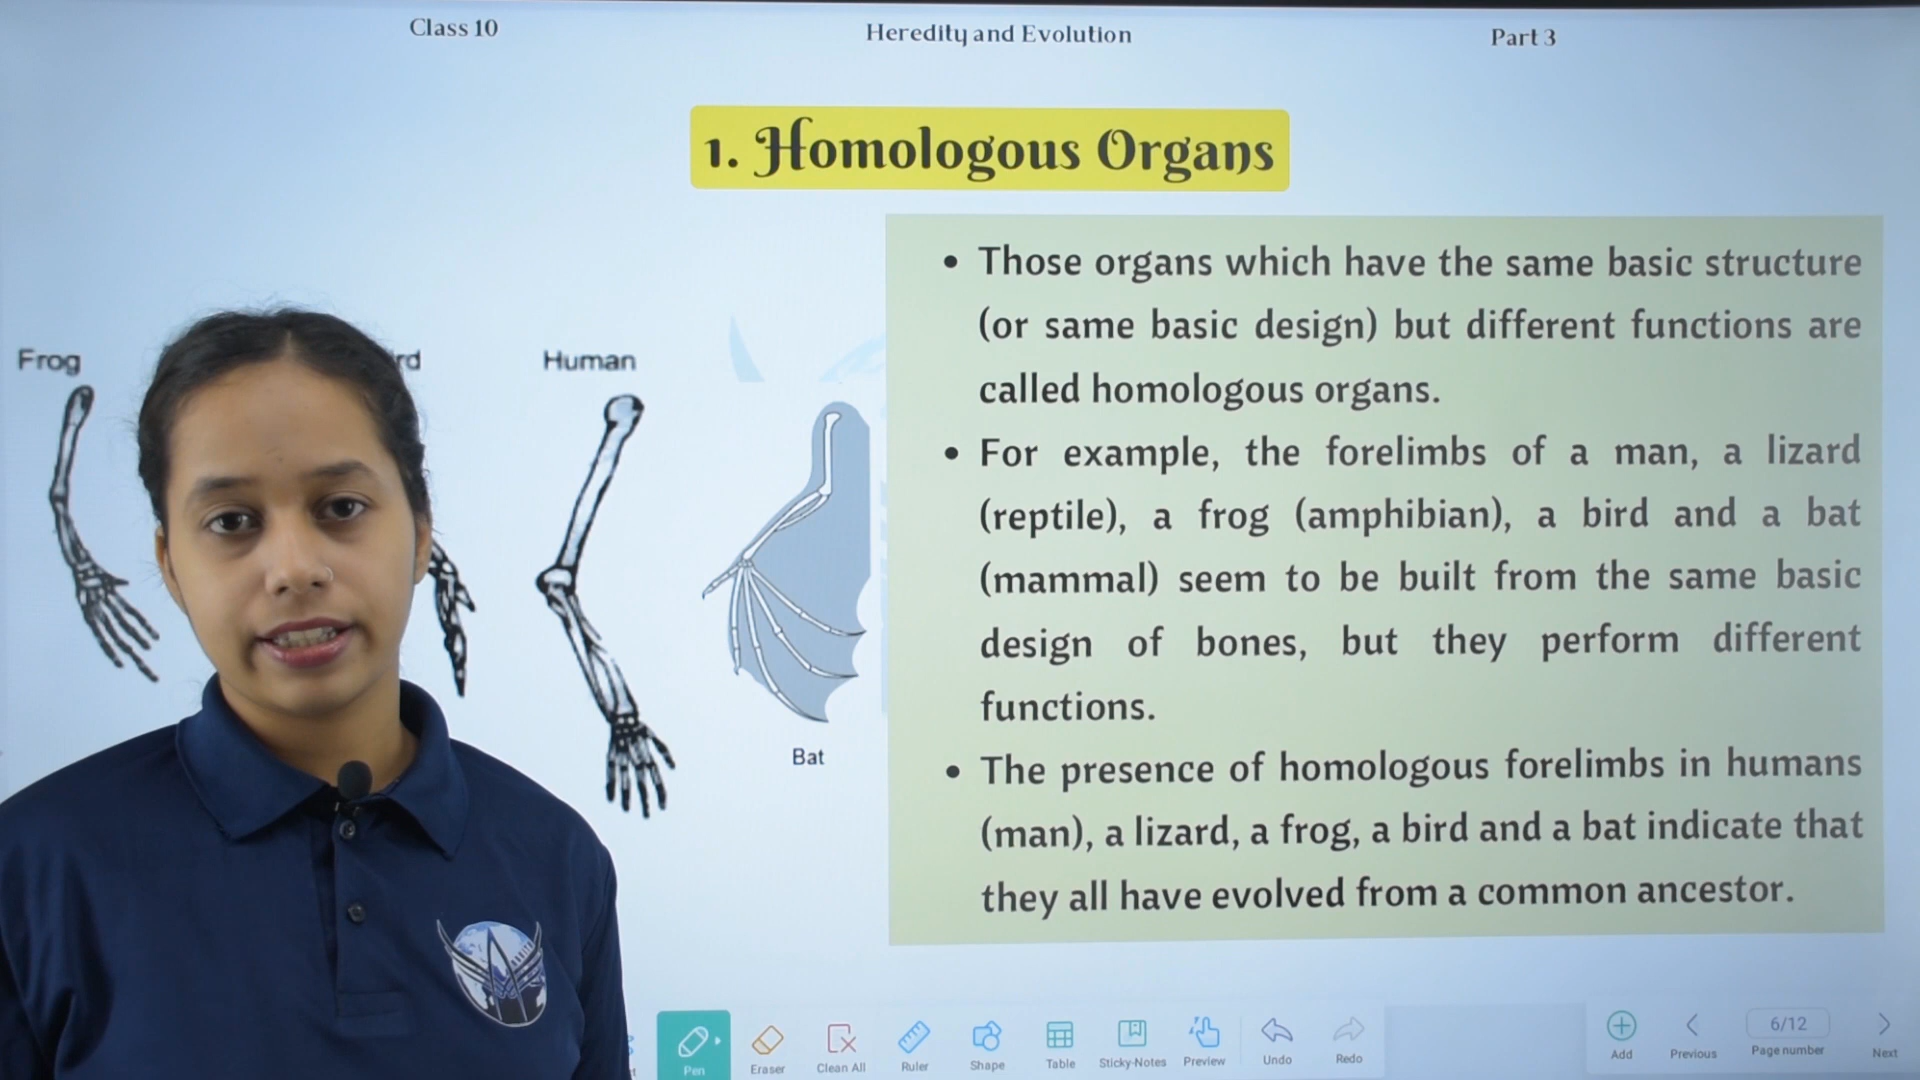 Class 10
Heredity and Evolution
Part 3
1. Homologous Organs
Frog
rd
Human
Bat
• Those organs which have the same basic structure
(or same basic design) but different functions are
called homologous organs.
• For example, the forelimbs of a man, a lizard
(reptile), a frog (amphibian), a bird and a bat
(mammal) seem to be built from the same basic
design of bones, but they perform different
functions.
• The presence of homologous forelimbs in humans
(man), a lizard, a frog, a bird and a bat indicate that
they all have evolved from a common ancestor.
Pen
Eraser
Clean All
Ruler
Shape
Table
Sticky-Notes
Preview
Undo
Redo
Add
Previous
6/12
Page number
Next